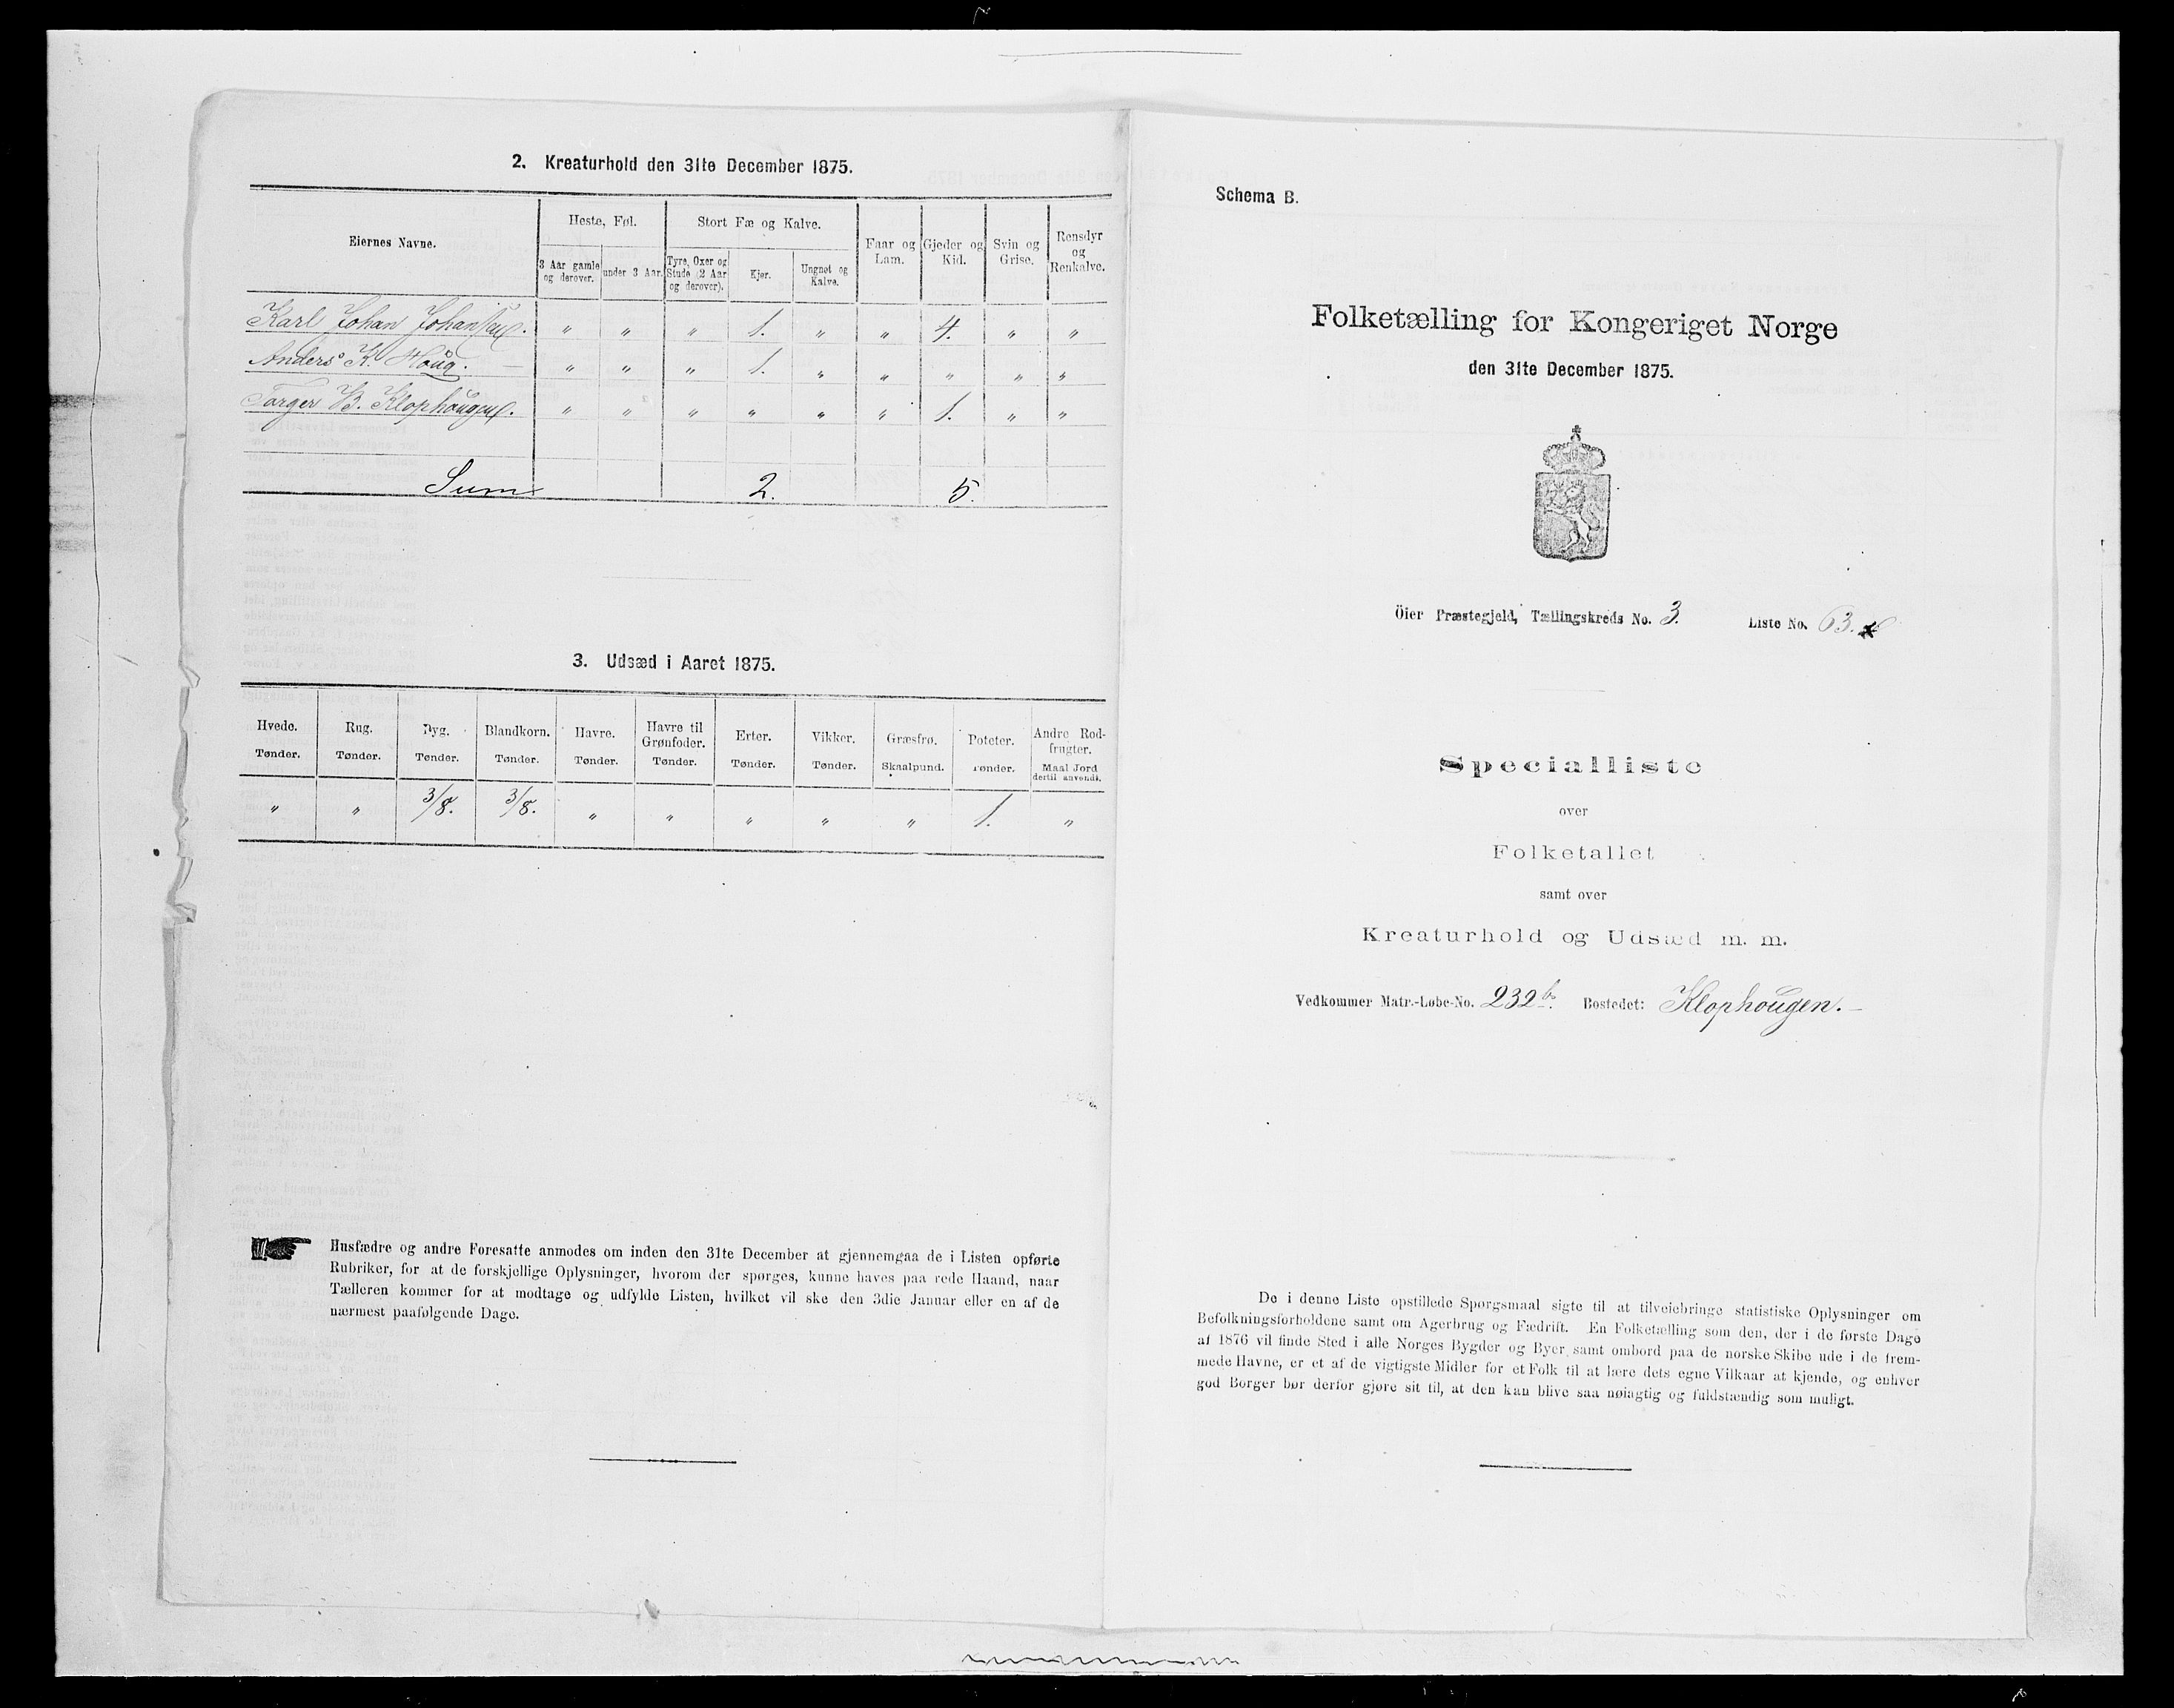 2. Kreaturhold den 31te December 1875.
Eiernes Navne.
Heste, Føl.
Stort Fæ og Kalve.
Faar og Lam.
Gjeder og Kid.
Svin og Grise.
Rensdyr og Renkalve.
3 Aar gamle og derover.
under 3 Aar.
Tyre, Oxer og Stude (2 Aar og derover).
Kjør.
Ungnøt og Kalve.
Karl Johan Johansen. " " " 1. " " 4. " "
Anders K. Houg. " " " 1. " " " " "
Torger B. Klophougen. " " " " " " 1. " "
Sum 2. 5.
3. Udsæd i Aaret 1875.
Hvede. Rug. Byg. Blandkorn. Havre. Havre til Grønfoder. Erter. Vikker. Græsfrø. Poteter. Andre Rodfrugter.
Tønder. Tønder. Tønder. Tønder. Tønder. Tønder. Tønder. Tønder. Skaalpund. Tønder. Maal Jord dertil anvendt.
" " 3/8. 3/8. " " " " " 1. "
Husfædre og andre Foresatte anmodes om inden den 31te December at gjennemgaa de i Listen opførte
Rubriker, for at de forskjellige Oplysninger, hvorom der spørges, kunne haves paa rede Haand, naar
Tælleren kommer for at modtage og udfylde Listen, hvilket vil ske den 3die Januar eller en af de
nærmest paafølgende Dage.
Schema B.
Folketælling for Kongeriget Norge
den 31te December 1875.
Öier Præstegjeld, Tællingskreds No. 3. Liste No. 63.
Specialliste
over
Folketallet
samt over
Kreaturhold og Udsæd m. m.
Vedkommer Matr.-Løbe-No. 232 b. Bostedet: Klophougen.
De i denne Liste opstillede Spørgsmaal sigte til at tilveiebringe statistiske Oplysninger om
Befolkningsforholdene samt om Agerbrug og Fædrift. En Folketælling som den, der i de første Dage
af 1876 vil finde Sted i alle Norges Bygder og Byer samt ombord paa de norske Skibe ude i de frem-
mede Havne, er et af de vigtigste Midler for et Folk til at lære dets egne Vilkaar at kjende, og enhver
god Borger bør derfor gjøre sit til, at den kan blive saa nøiagtig og fuldstændig som muligt.